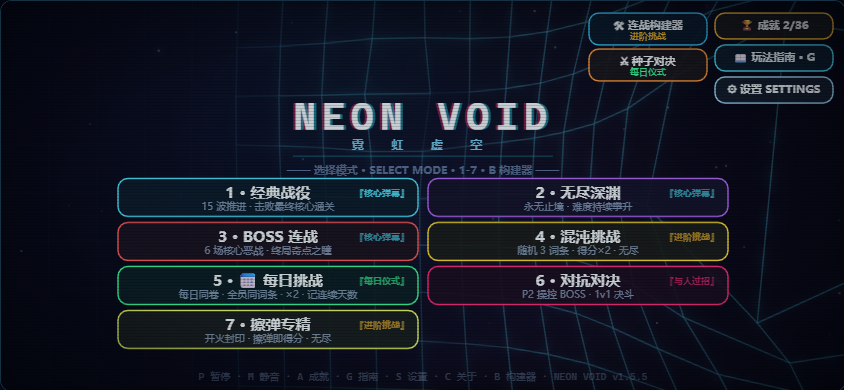 🛠 连战构建器
进阶挑战
🏆 成就 2/36
⚔ 种子对决
每日仪式
📖 玩法指南 · G
⚙ 设置 SETTINGS
NEON VOID
霓虹虚空
选择模式 · SELECT MODE · 1-7 · B 构建器
1 · 经典战役 『核心弹幕』
15 波推进 · 击败最终核心通关
2 · 无尽深渊 『核心弹幕』
永无止境 · 难度持续攀升
3 · BOSS 连战 『核心弹幕』
6 场核心恶战 · 终局奇点之瞳
4 · 混沌挑战 『进阶挑战』
随机 3 词条 · 得分×2 · 无尽
5 · 📅 每日挑战 『每日仪式』
每日同卷 · 全员同词条 · ×2 · 记连续天数
6 · 对抗对决 『与人过招』
P2 操控 BOSS · 1v1 决斗
7 · 擦弹专精 『进阶挑战』
开火封印 · 擦弹即得分 · 无尽
P 暂停 · M 静音 · A 成就 · G 指南 · S 设置 · C 关于 · B 构建器 · NEON VOID v1.6.5